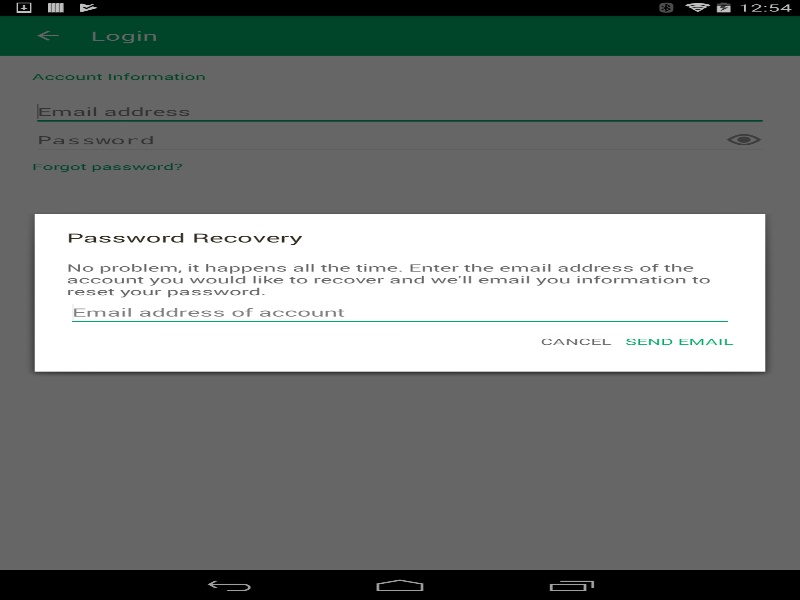 12:54
Login
Account Information
Email address
Password
Forgot password?
Password Recovery
No problem, it happens all the time. Enter the email address of the
account you would like to recover and we'll email you information to
reset your password.
Email address of account
CANCEL SEND EMAIL